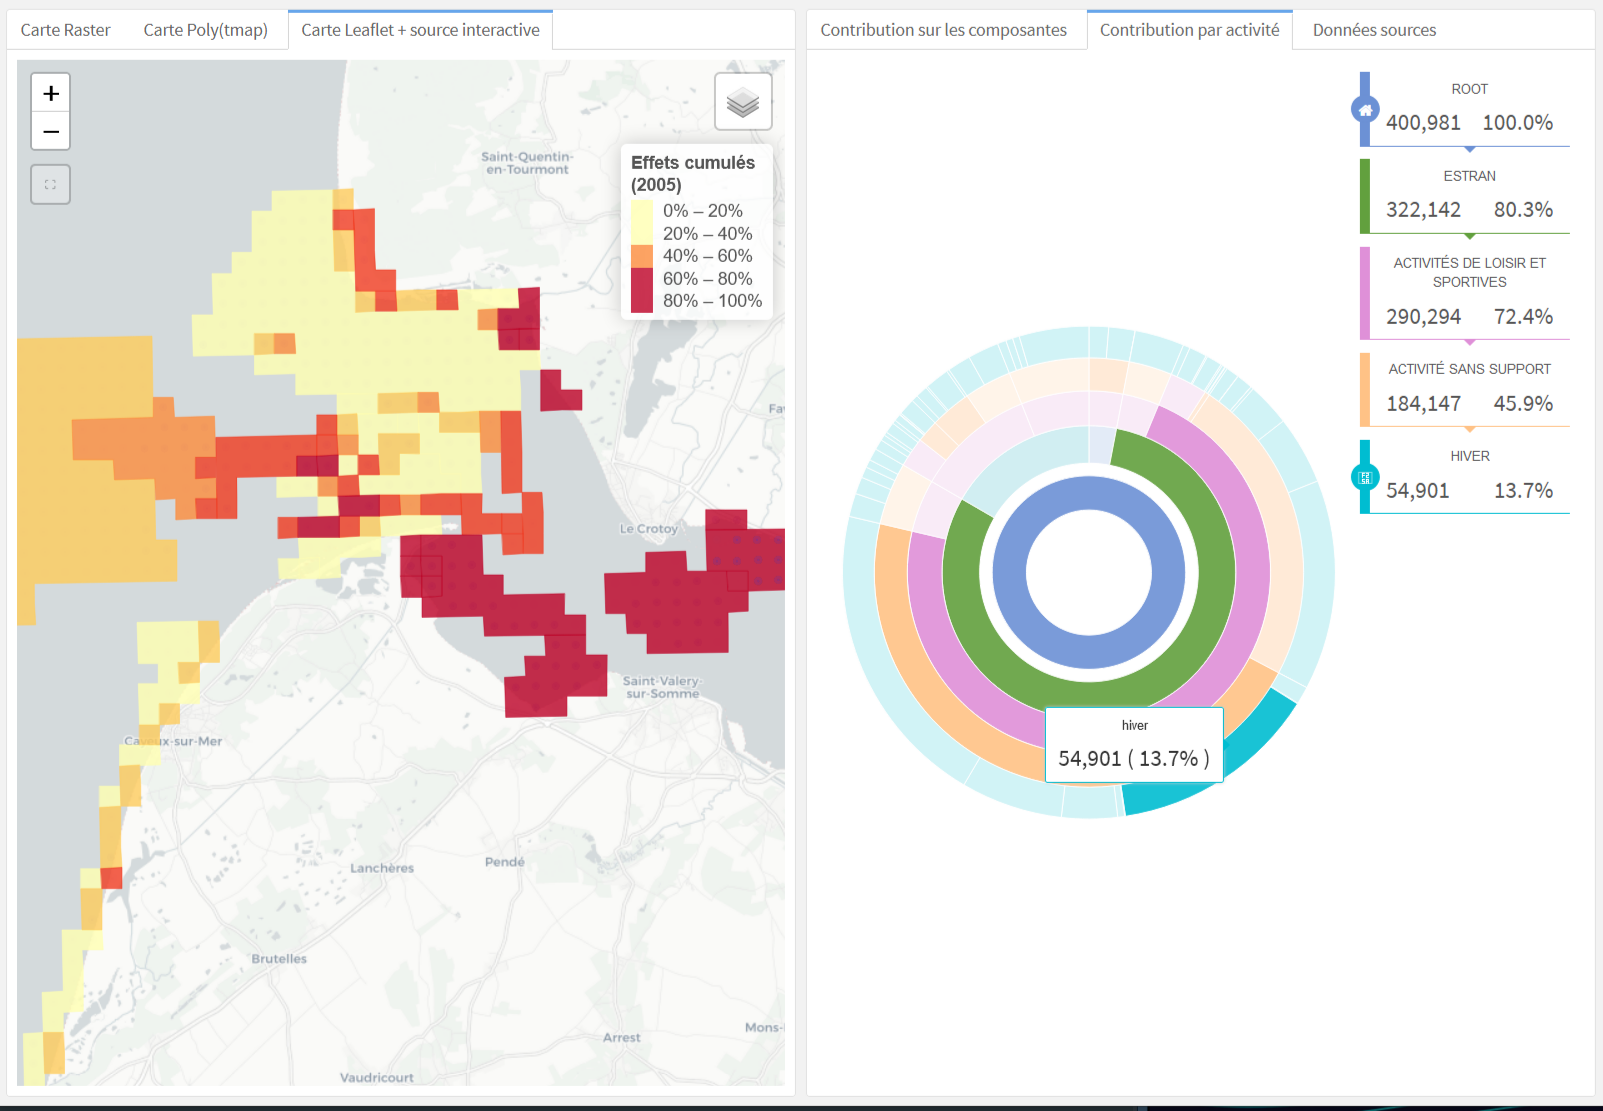 Carte Raster
Carte Poly(tmap)
Carte Leaflet + source interactive
+
−
Saint-Quentin-
en-Tourmont
Effets cumulés
(2005)
0% – 20%
20% – 40%
40% – 60%
60% – 80%
80% – 100%
Fav
Le Crotoy
Saint-Valery-
sur-Somme
Cayeux-sur-Mer
Lanchères
Pendé
Brutelles
Arrest
Mons-
Vaudricourt
Contribution sur les composantes
Contribution par activité
Données sources
ROOT
400,981 100.0%
ESTRAN
322,142 80.3%
ACTIVITÉS DE LOISIR ET
SPORTIVES
290,294 72.4%
ACTIVITÉ SANS SUPPORT
184,147 45.9%
HIVER
54,901 13.7%
hiver
54,901 ( 13.7% )